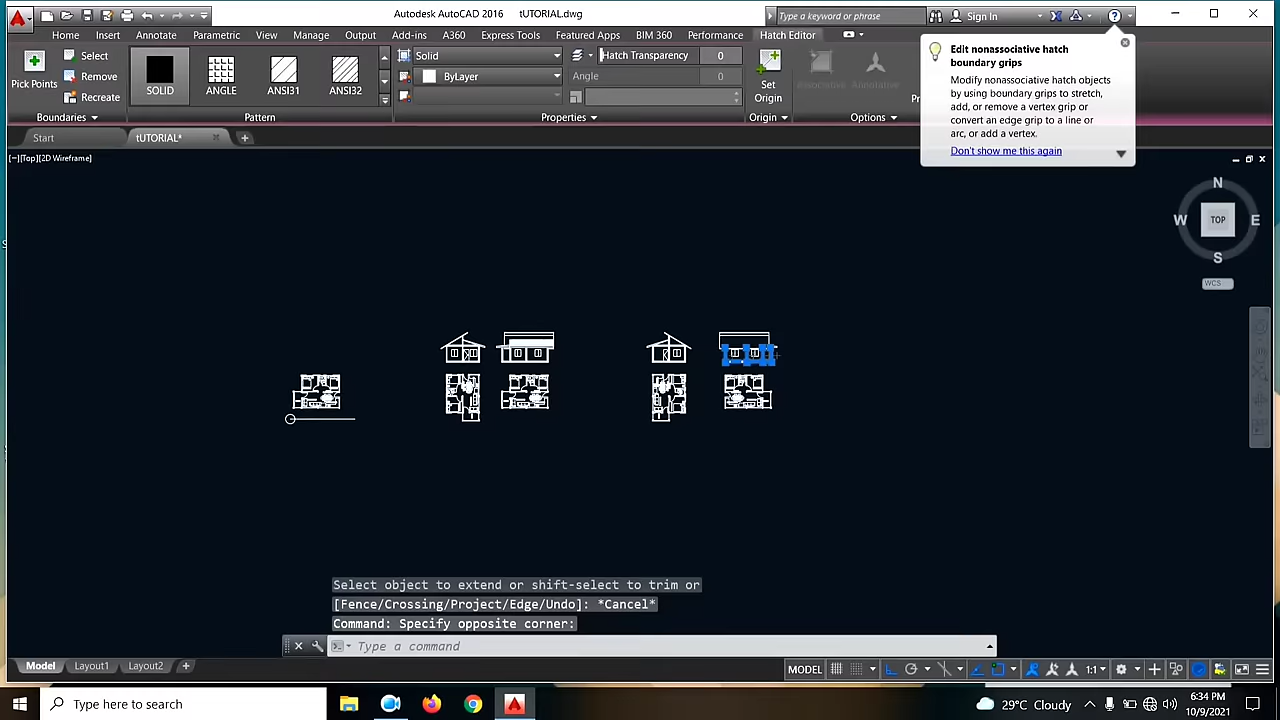 Autodesk AutoCAD 2016 tUTORIAL.dwg
Type a keyword or phrase
Sign In
Home Insert Annotate Parametric View Manage Output Add-ins A360 Express Tools Featured Apps BIM 360 Performance Hatch Editor
Pick Points
Select
Remove
Recreate
Boundaries
SOLID
ANGLE
ANSI31
ANSI32
Pattern
Solid
ByLayer
Hatch Transparency 0
Angle 0
Properties
Set
Origin
Origin
Associative
Annotative
Options
Edit nonassociative hatch
boundary grips
Modify nonassociative hatch objects
by using boundary grips to stretch,
add, or remove a vertex grip or
convert an edge grip to a line or
arc, or add a vertex.
Don't show me this again
Start
tUTORIAL*
[−][Top][2D Wireframe]
N
W TOP E
S
WCS
Select object to extend or shift-select to trim or
[Fence/Crossing/Project/Edge/Undo]: *Cancel*
Command: Specify opposite corner:
Type a command
Model Layout1 Layout2
MODEL
1:1
Type here to search
29°C Cloudy
6:34 PM
10/9/2021